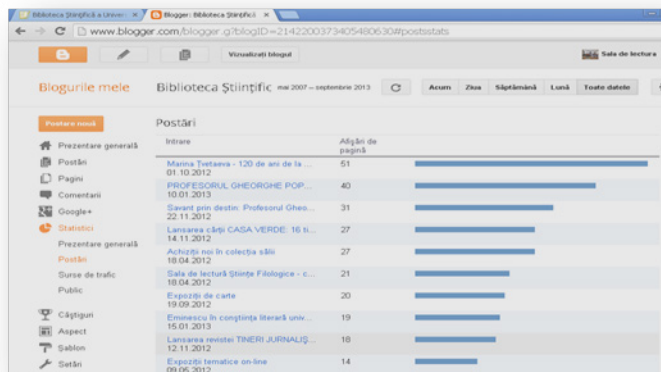 Biblioteca Științifică a Univer
Blogger: Biblioteca Științifică
www.blogger.com/blogger.g?blogID=2142200373405480630#postsstats
Vizualizați blogul
Sala de lectura
Blogurile mele
Biblioteca Științific mai 2007 – septembrie 2013
Acum Ziua Săptămână Lună Toate datele
Postare nouă
Prezentare generală
Postări
Pagini
Comentarii
Google+
Statistici
Prezentare generală
Postări
Surse de trafic
Public
Câștiguri
Aspect
Șablon
Setări
Postări
Intrare Afișări de pagină
Marina Țvetaeva - 120 de ani de la ... 51
01.10.2012
PROFESORUL GHEORGHE POP... 40
10.01.2013
Savant prin destin: Profesorul Gheo... 31
22.11.2012
Lansarea cărții CASA VERDE: 16 ti... 27
14.11.2012
Achiziții noi în colecția sălii 27
18.04.2012
Sala de lectură Științe Filologice - c... 21
18.04.2012
Expoziții de carte 20
19.09.2012
Eminescu în conștiința literară univ... 19
15.01.2013
Lansarea revistei TINERI JURNALIȘ... 18
12.11.2012
Expoziții tematice on-line 14
09.05.2012